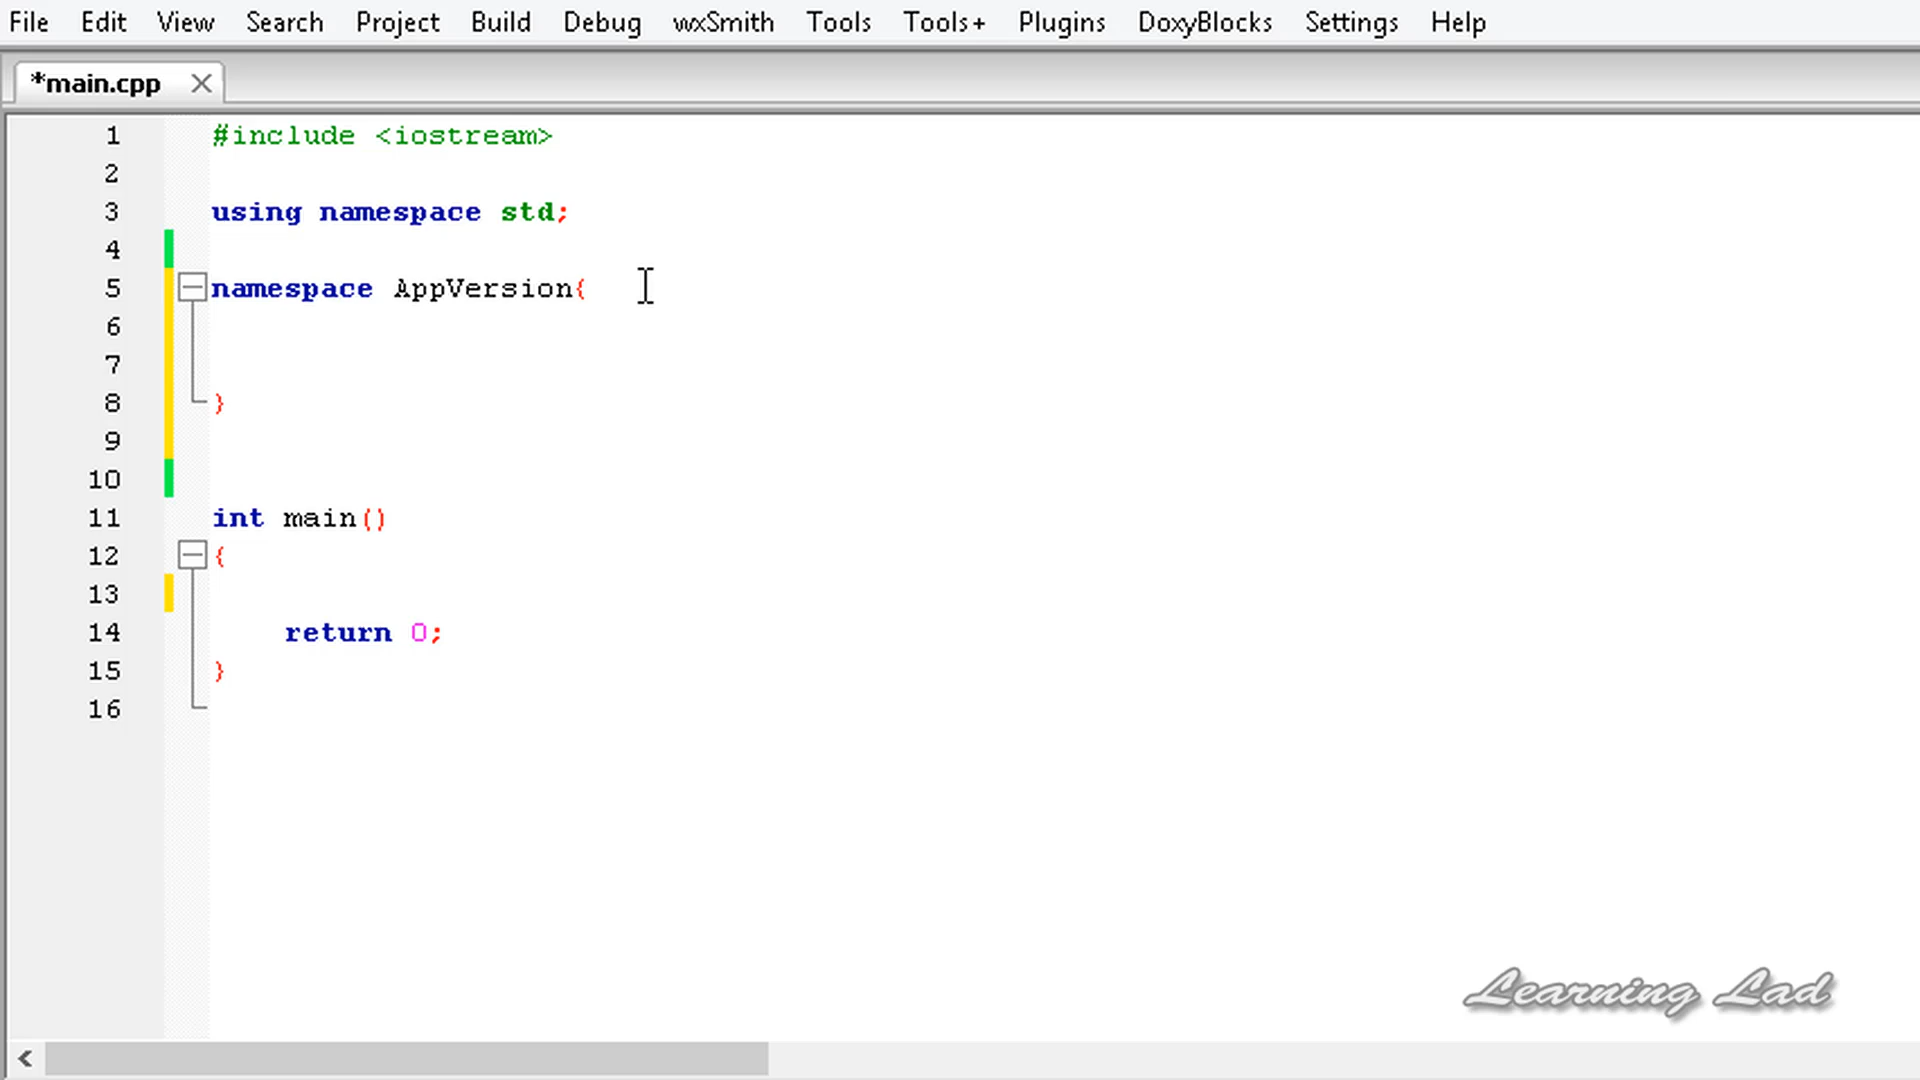 File Edit View Search Project Build Debug wxSmith Tools Tools+ Plugins DoxyBlocks Settings Help
*main.cpp
1 #include <iostream>
2
3 using namespace std;
4
5 namespace AppVersion{
6
7
8 }
9
10
11 int main()
12 {
13
14 return 0;
15 }
16
Learning Lad